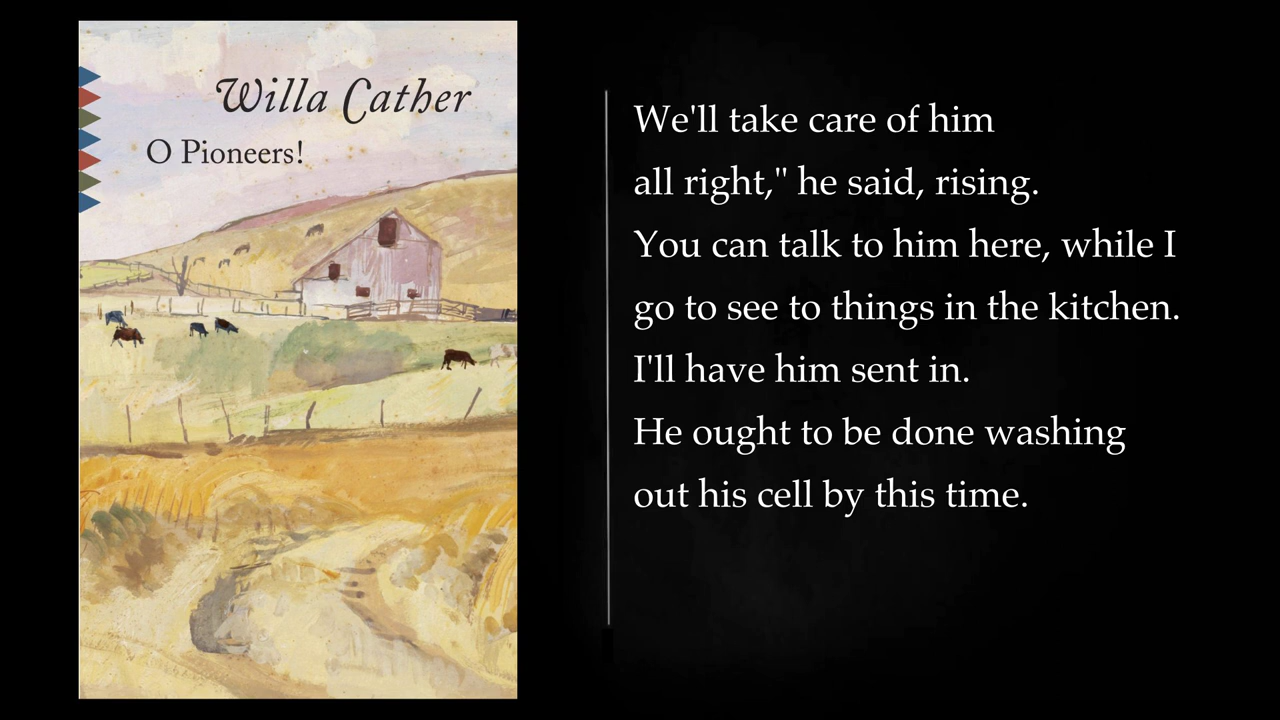 Willa Cather
O Pioneers!
We'll take care of him
all right," he said, rising.
You can talk to him here, while I
go to see to things in the kitchen.
I'll have him sent in.
He ought to be done washing
out his cell by this time.